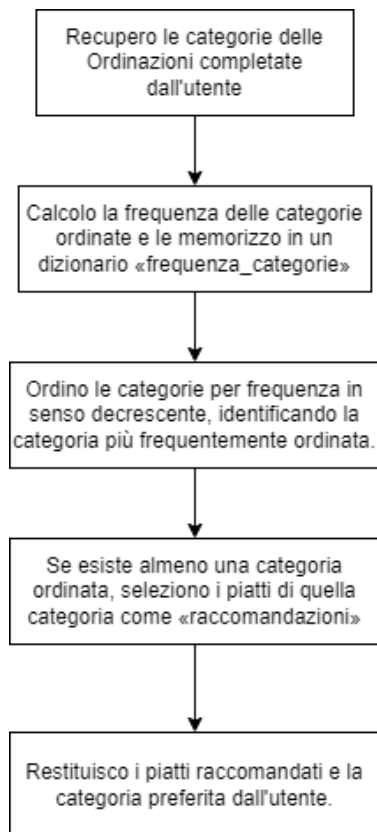 Recupero le categorie delle
Ordinazioni completate
dall'utente
Calcolo la frequenza delle categorie
ordinate e le memorizzo in un
dizionario «frequenza_categorie»
Ordino le categorie per frequenza in
senso decrescente, identificando la
categoria più frequentemente ordinata.
Se esiste almeno una categoria
ordinata, seleziono i piatti di quella
categoria come «raccomandazioni»
Restituisco i piatti raccomandati e la
categoria preferita dall'utente.